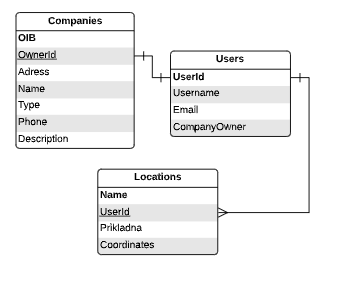 Companies
OIB
OwnerId
Adress
Name
Type
Phone
Description
Users
UserId
Username
Email
CompanyOwner
Locations
Name
UserId
Prikladna
Coordinates